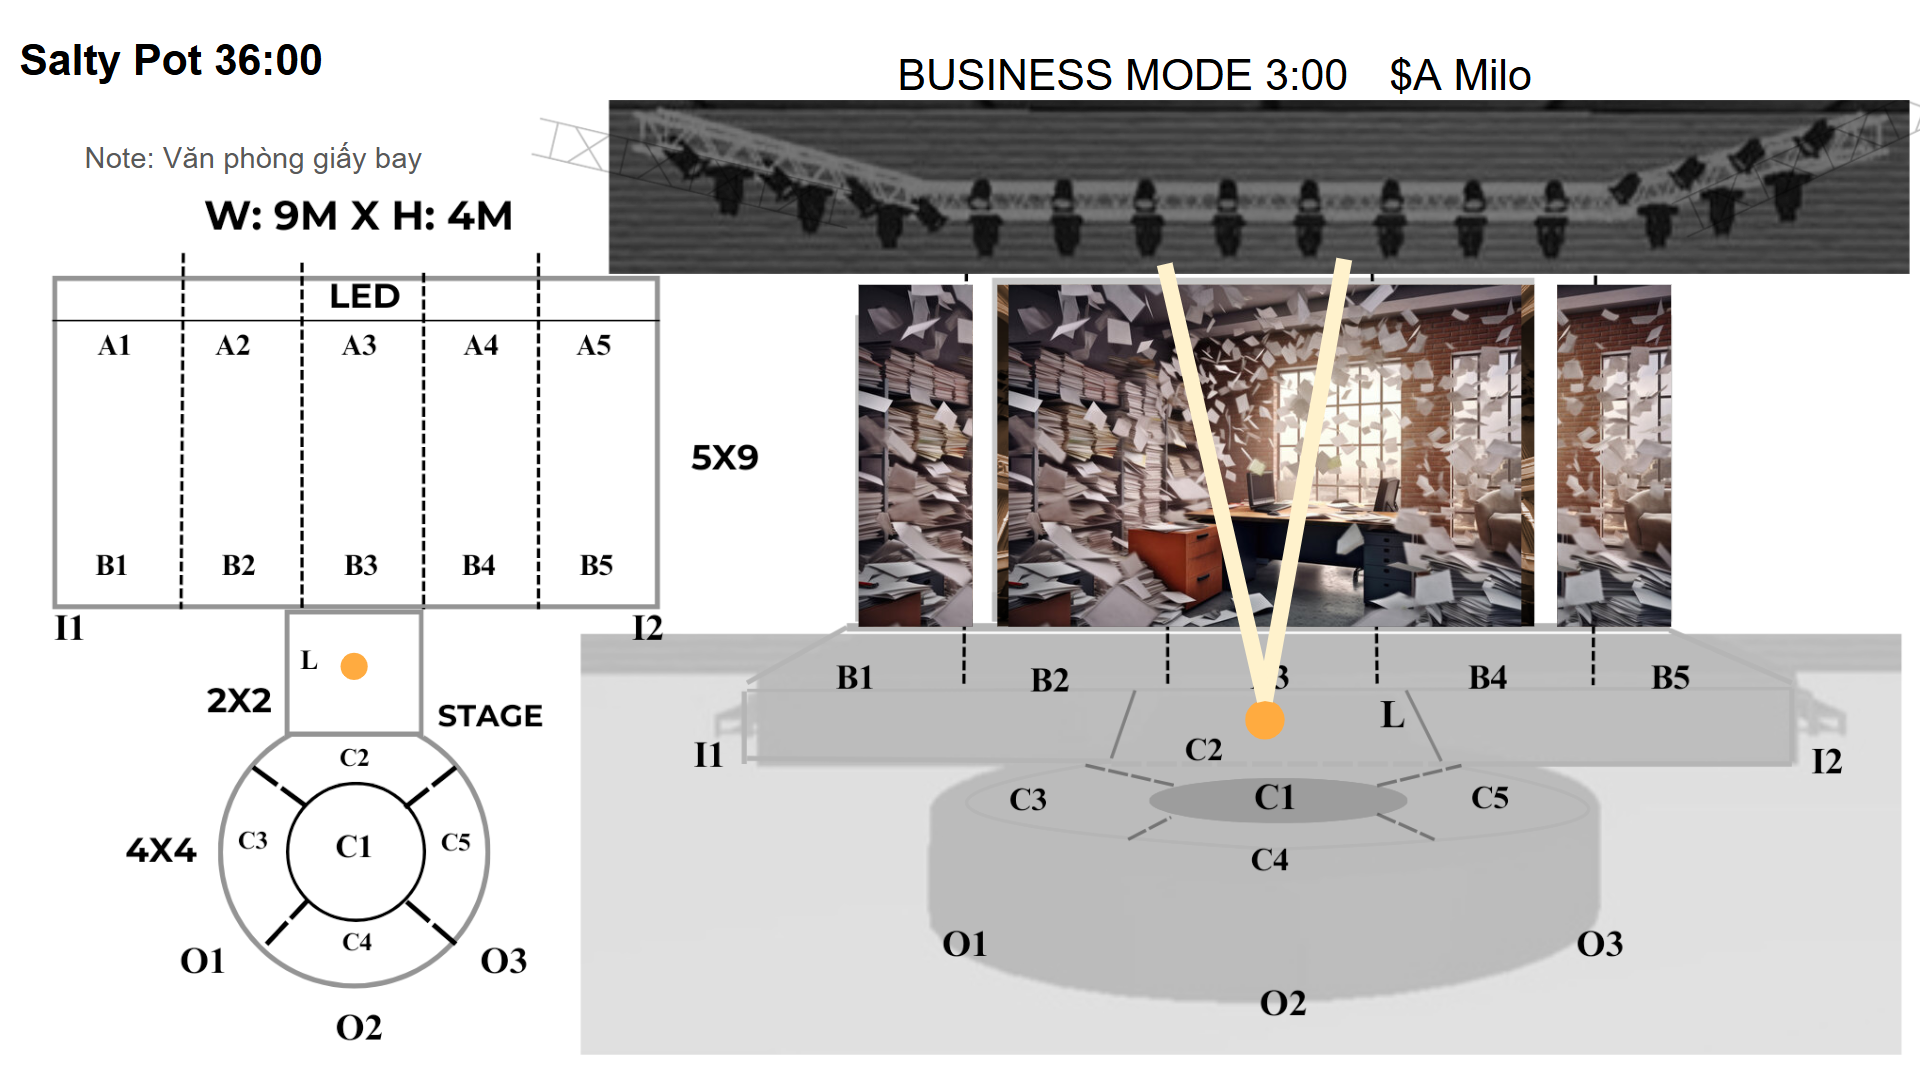 Salty Pot 36:00
BUSINESS MODE 3:00 $A Milo
Note: Văn phòng giấy bay
W: 9M X H: 4M
LED
A1 A2 A3 A4 A5
5X9
B1 B2 B3 B4 B5
I1 I2
L
2X2
STAGE
C2
4X4
C3 C1 C5
C4
O1 O3
O2
B1 B2 3 B4 B5
L
I1 C2 I2
C3 C1 C5
C4
O1 O3
O2